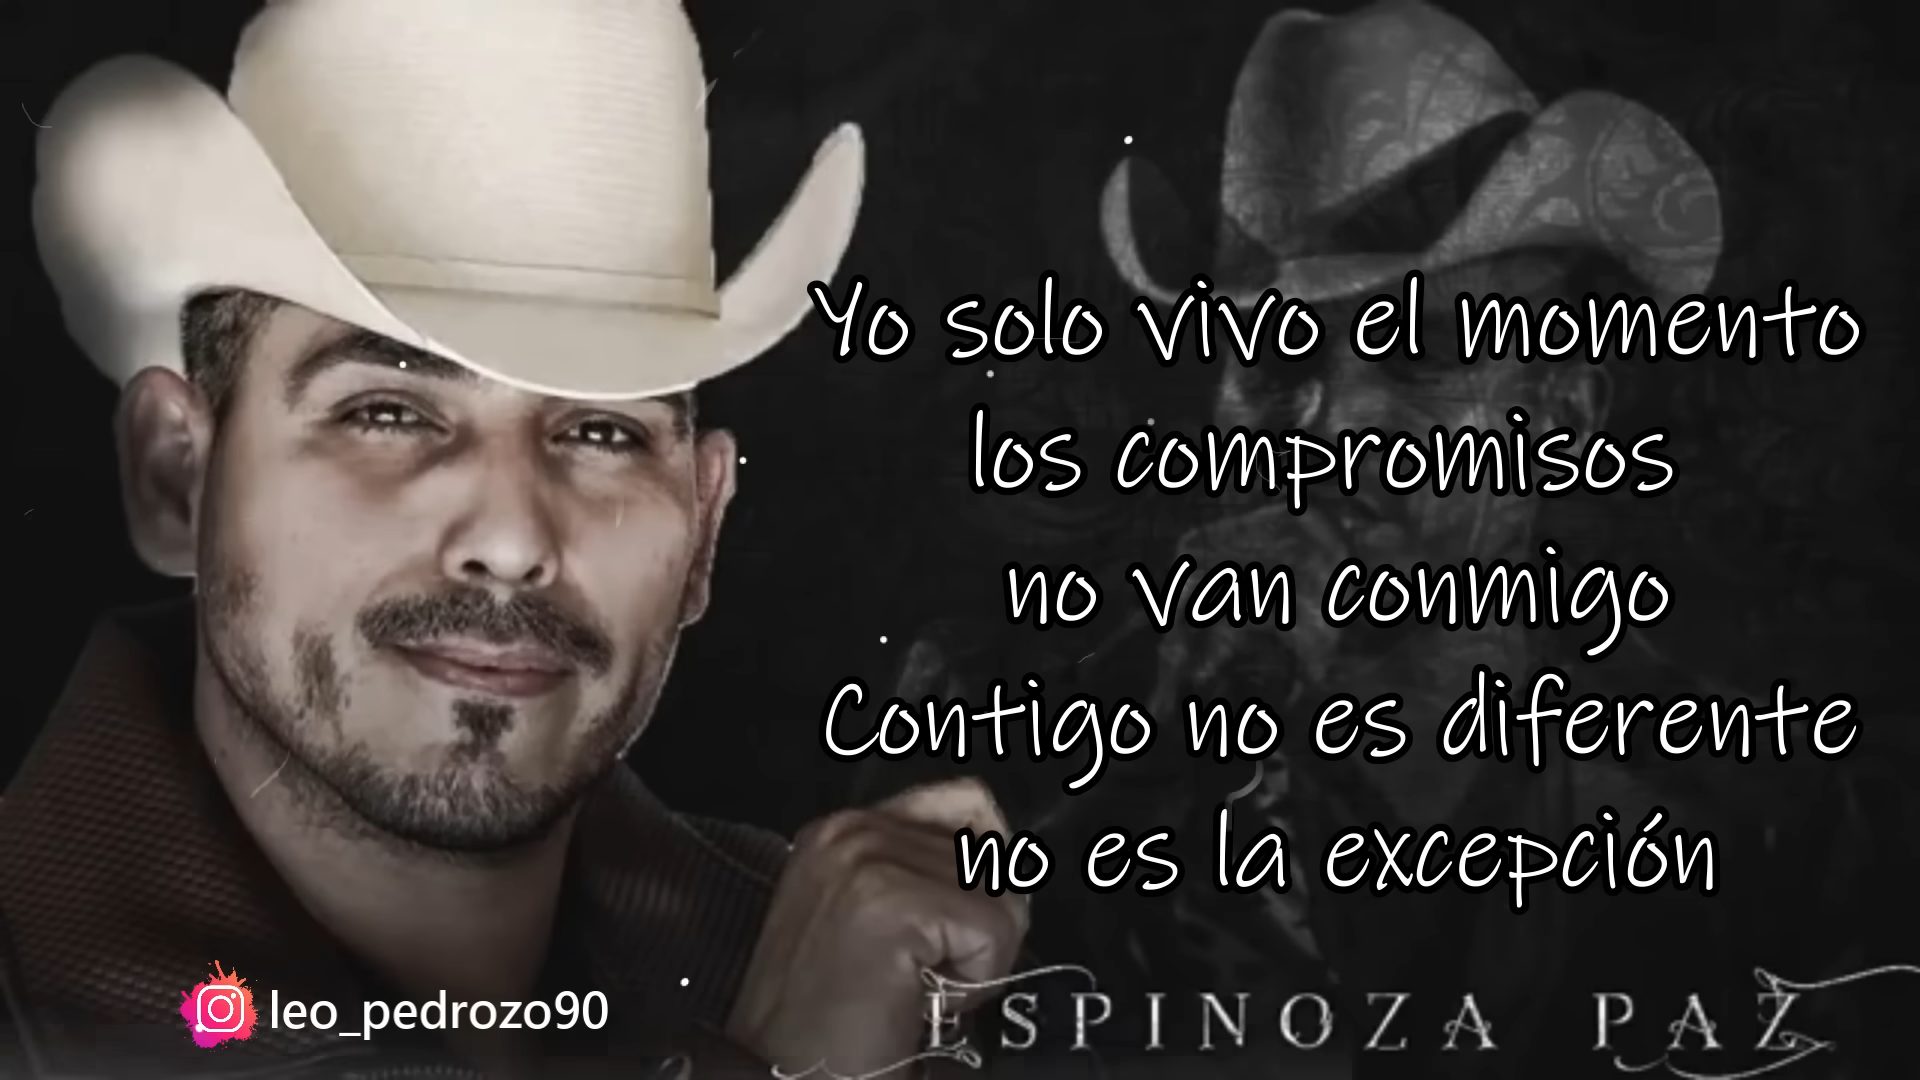 Yo solo vivo el momento
los compromisos
no van conmigo
Contigo no es diferente
no es la excepción
leo_pedrozo90
ESPINOZA PAZ